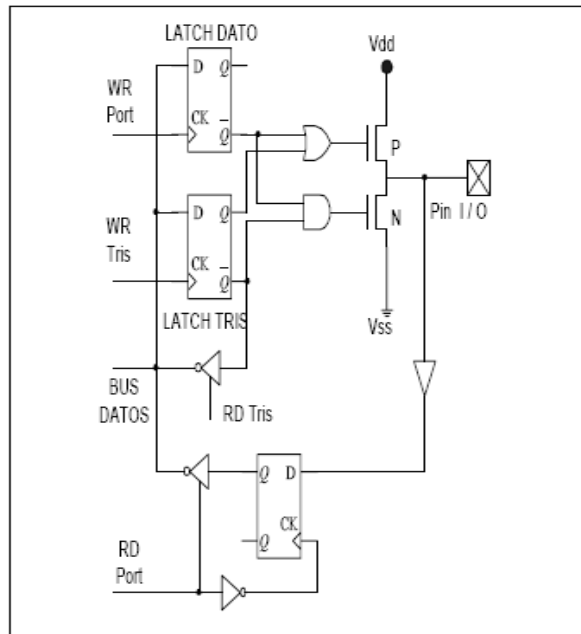 LATCH DATO
Vdd
D Q
WR
Port
CK Q
P
D Q
WR
Tris
CK Q
N
Pin I / O
LATCH TRIS
Vss
BUS
DATOS
RD Tris
Q D
CK
Q
RD
Port